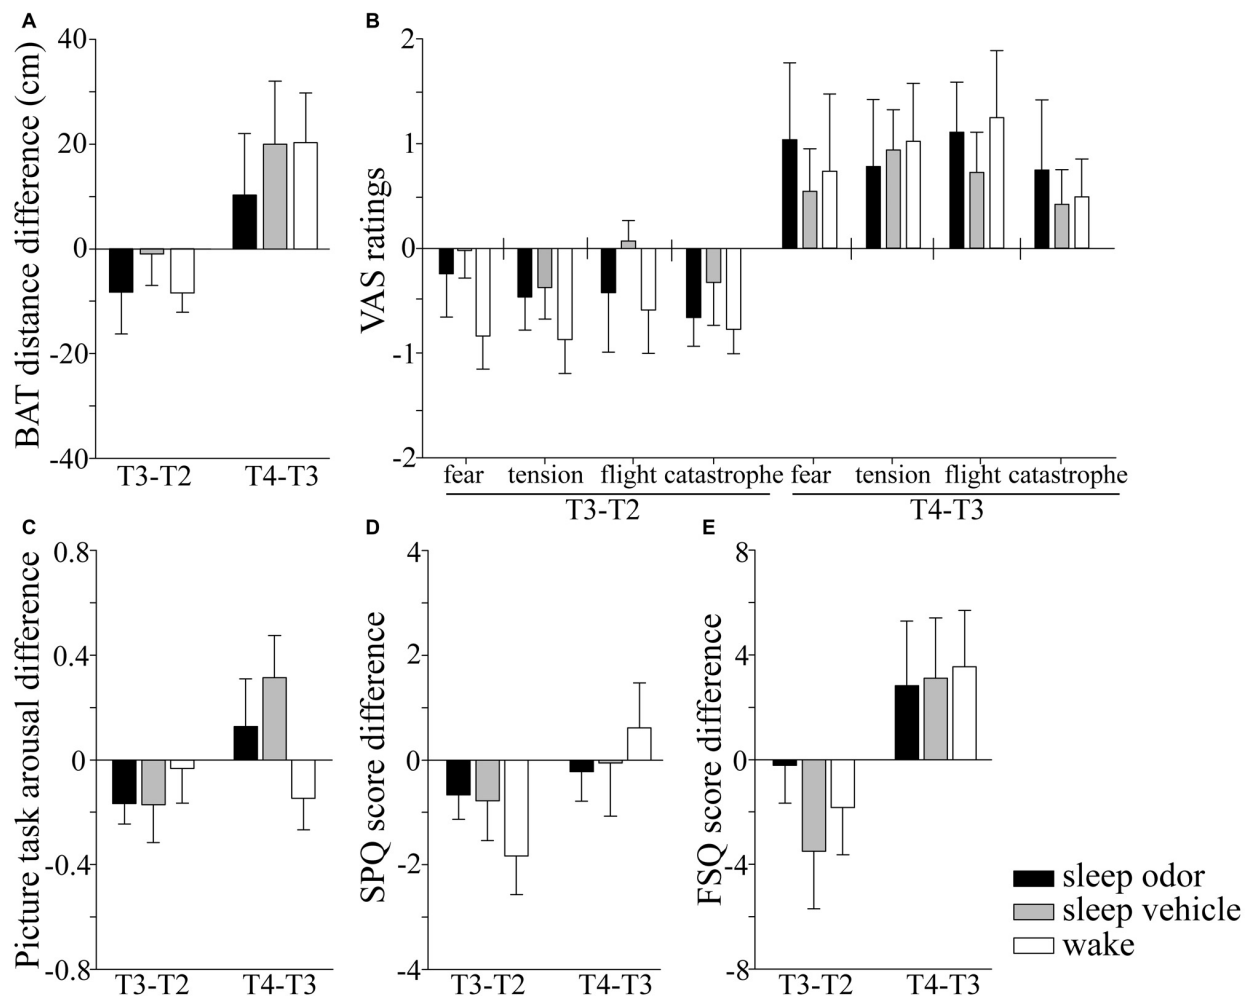 A
BAT distance difference (cm)
40
20
0
-20
-40
T3-T2 T4-T3
B
VAS ratings
2
1
0
-1
-2
fear tension flight catastrophe fear tension flight catastrophe
T3-T2 T4-T3
C
Picture task arousal difference
0.8
0.4
0
-0.4
-0.8
T3-T2 T4-T3
D
SPQ score difference
4
2
0
-2
-4
T3-T2 T4-T3
E
FSQ score difference
8
4
0
-4
-8
T3-T2 T4-T3
sleep odor
sleep vehicle
wake